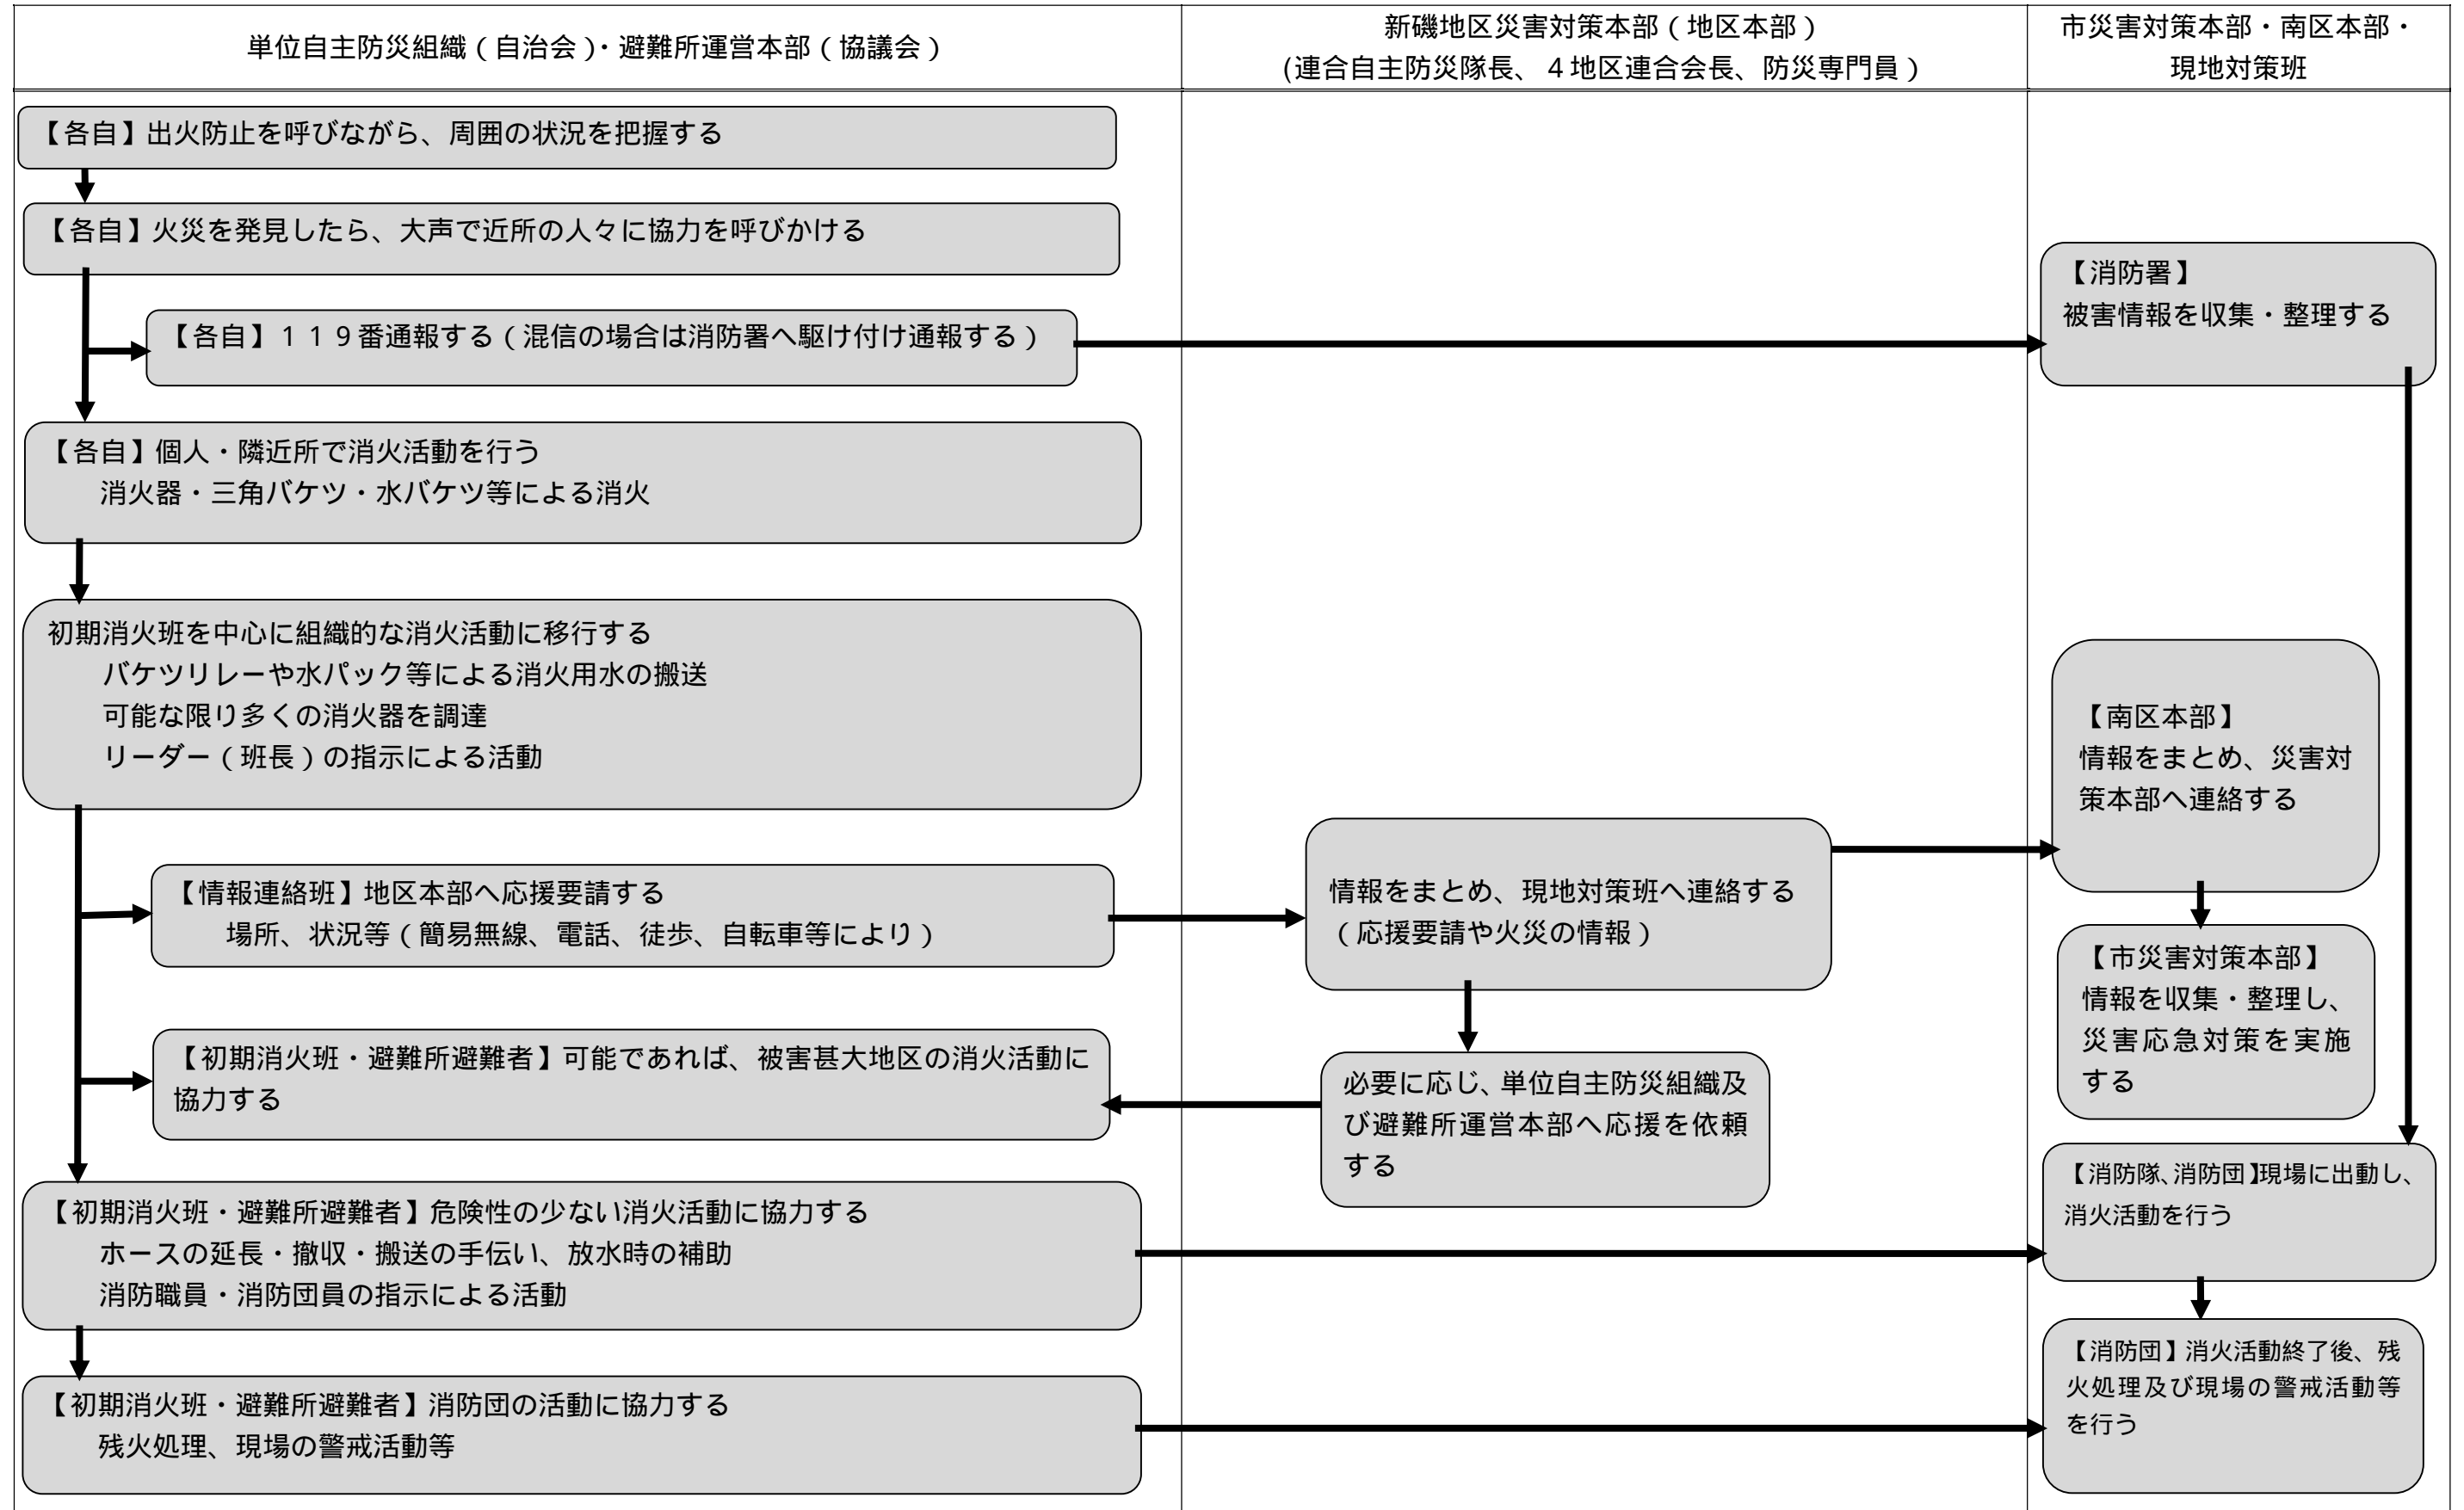 単位自主防災組織(自治会)・避難所運営本部(協議会)
新磯地区災害対策本部(地区本部)
(連合自主防災隊長、4地区連合会長、防災専門員)
市災害対策本部・南区本部・
現地対策班
【各自】出火防止を呼びながら、周囲の状況を把握する
【各自】火災を発見したら、大声で近所の人々に協力を呼びかける
【各自】119番通報する(混信の場合は消防署へ駆け付け通報する)
【消防署】
被害情報を収集・整理する
【各自】個人・隣近所で消火活動を行う
消火器・三角バケツ・水バケツ等による消火
初期消火班を中心に組織的な消火活動に移行する
バケツリレーや水パック等による消火用水の搬送
可能な限り多くの消火器を調達
リーダー(班長)の指示による活動
【南区本部】
情報をまとめ、災害対
策本部へ連絡する
【情報連絡班】地区本部へ応援要請する
場所、状況等(簡易無線、電話、徒歩、自転車等により)
情報をまとめ、現地対策班へ連絡する
(応援要請や火災の情報)
【市災害対策本部】
情報を収集・整理し、
災害応急対策を実施
する
【初期消火班・避難所避難者】可能であれば、被害甚大地区の消火活動に
協力する
必要に応じ、単位自主防災組織及
び避難所運営本部へ応援を依頼
する
【初期消火班・避難所避難者】危険性の少ない消火活動に協力する
ホースの延長・撤収・搬送の手伝い、放水時の補助
消防職員・消防団員の指示による活動
【消防隊、消防団】現場に出動し、
消火活動を行う
【初期消火班・避難所避難者】消防団の活動に協力する
残火処理、現場の警戒活動等
【消防団】消火活動終了後、残
火処理及び現場の警戒活動等
を行う